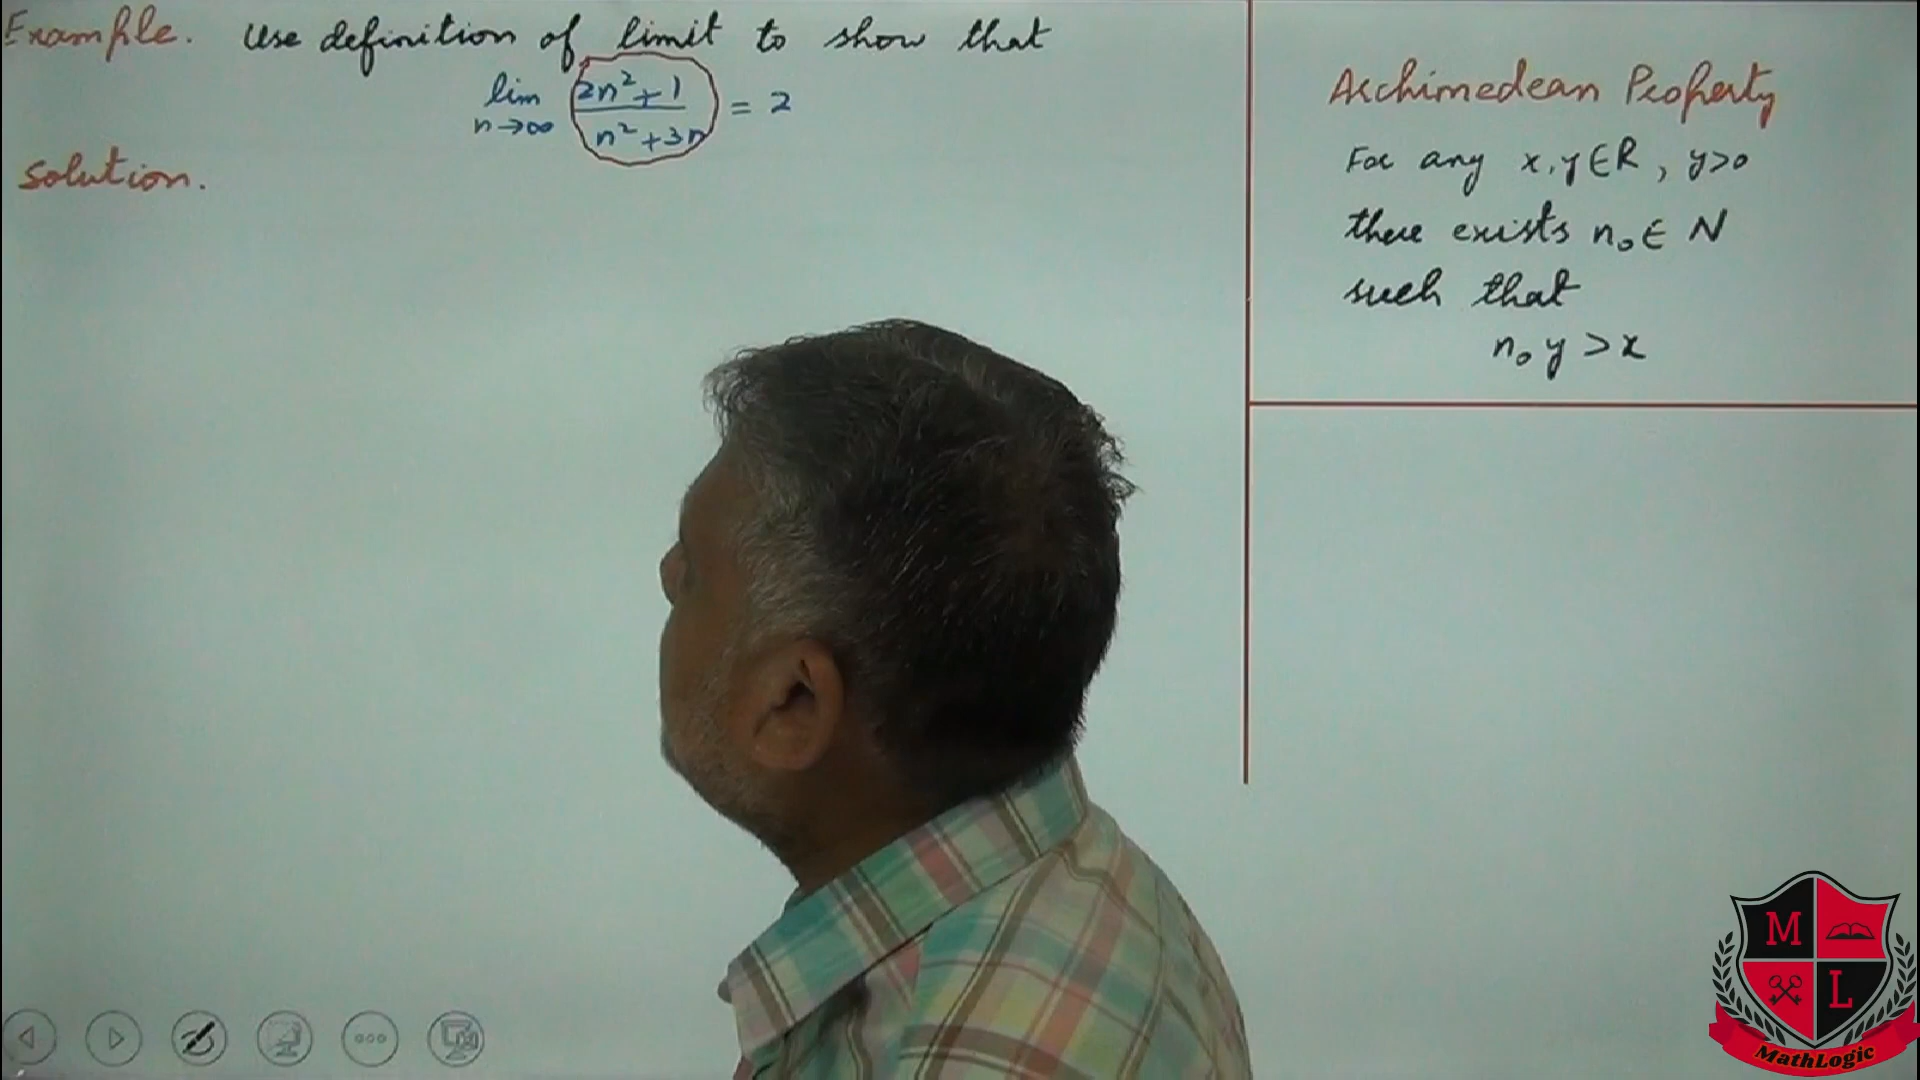 Example. Use definition of limit to show that
lim n→∞ (2n²+1)/(n²+3n) = 2
Solution.
Archimedean Property
For any x, y ∈ R, y>0
there exists n₀ ∈ N
such that
n₀ y > x
M
L
MathLogic